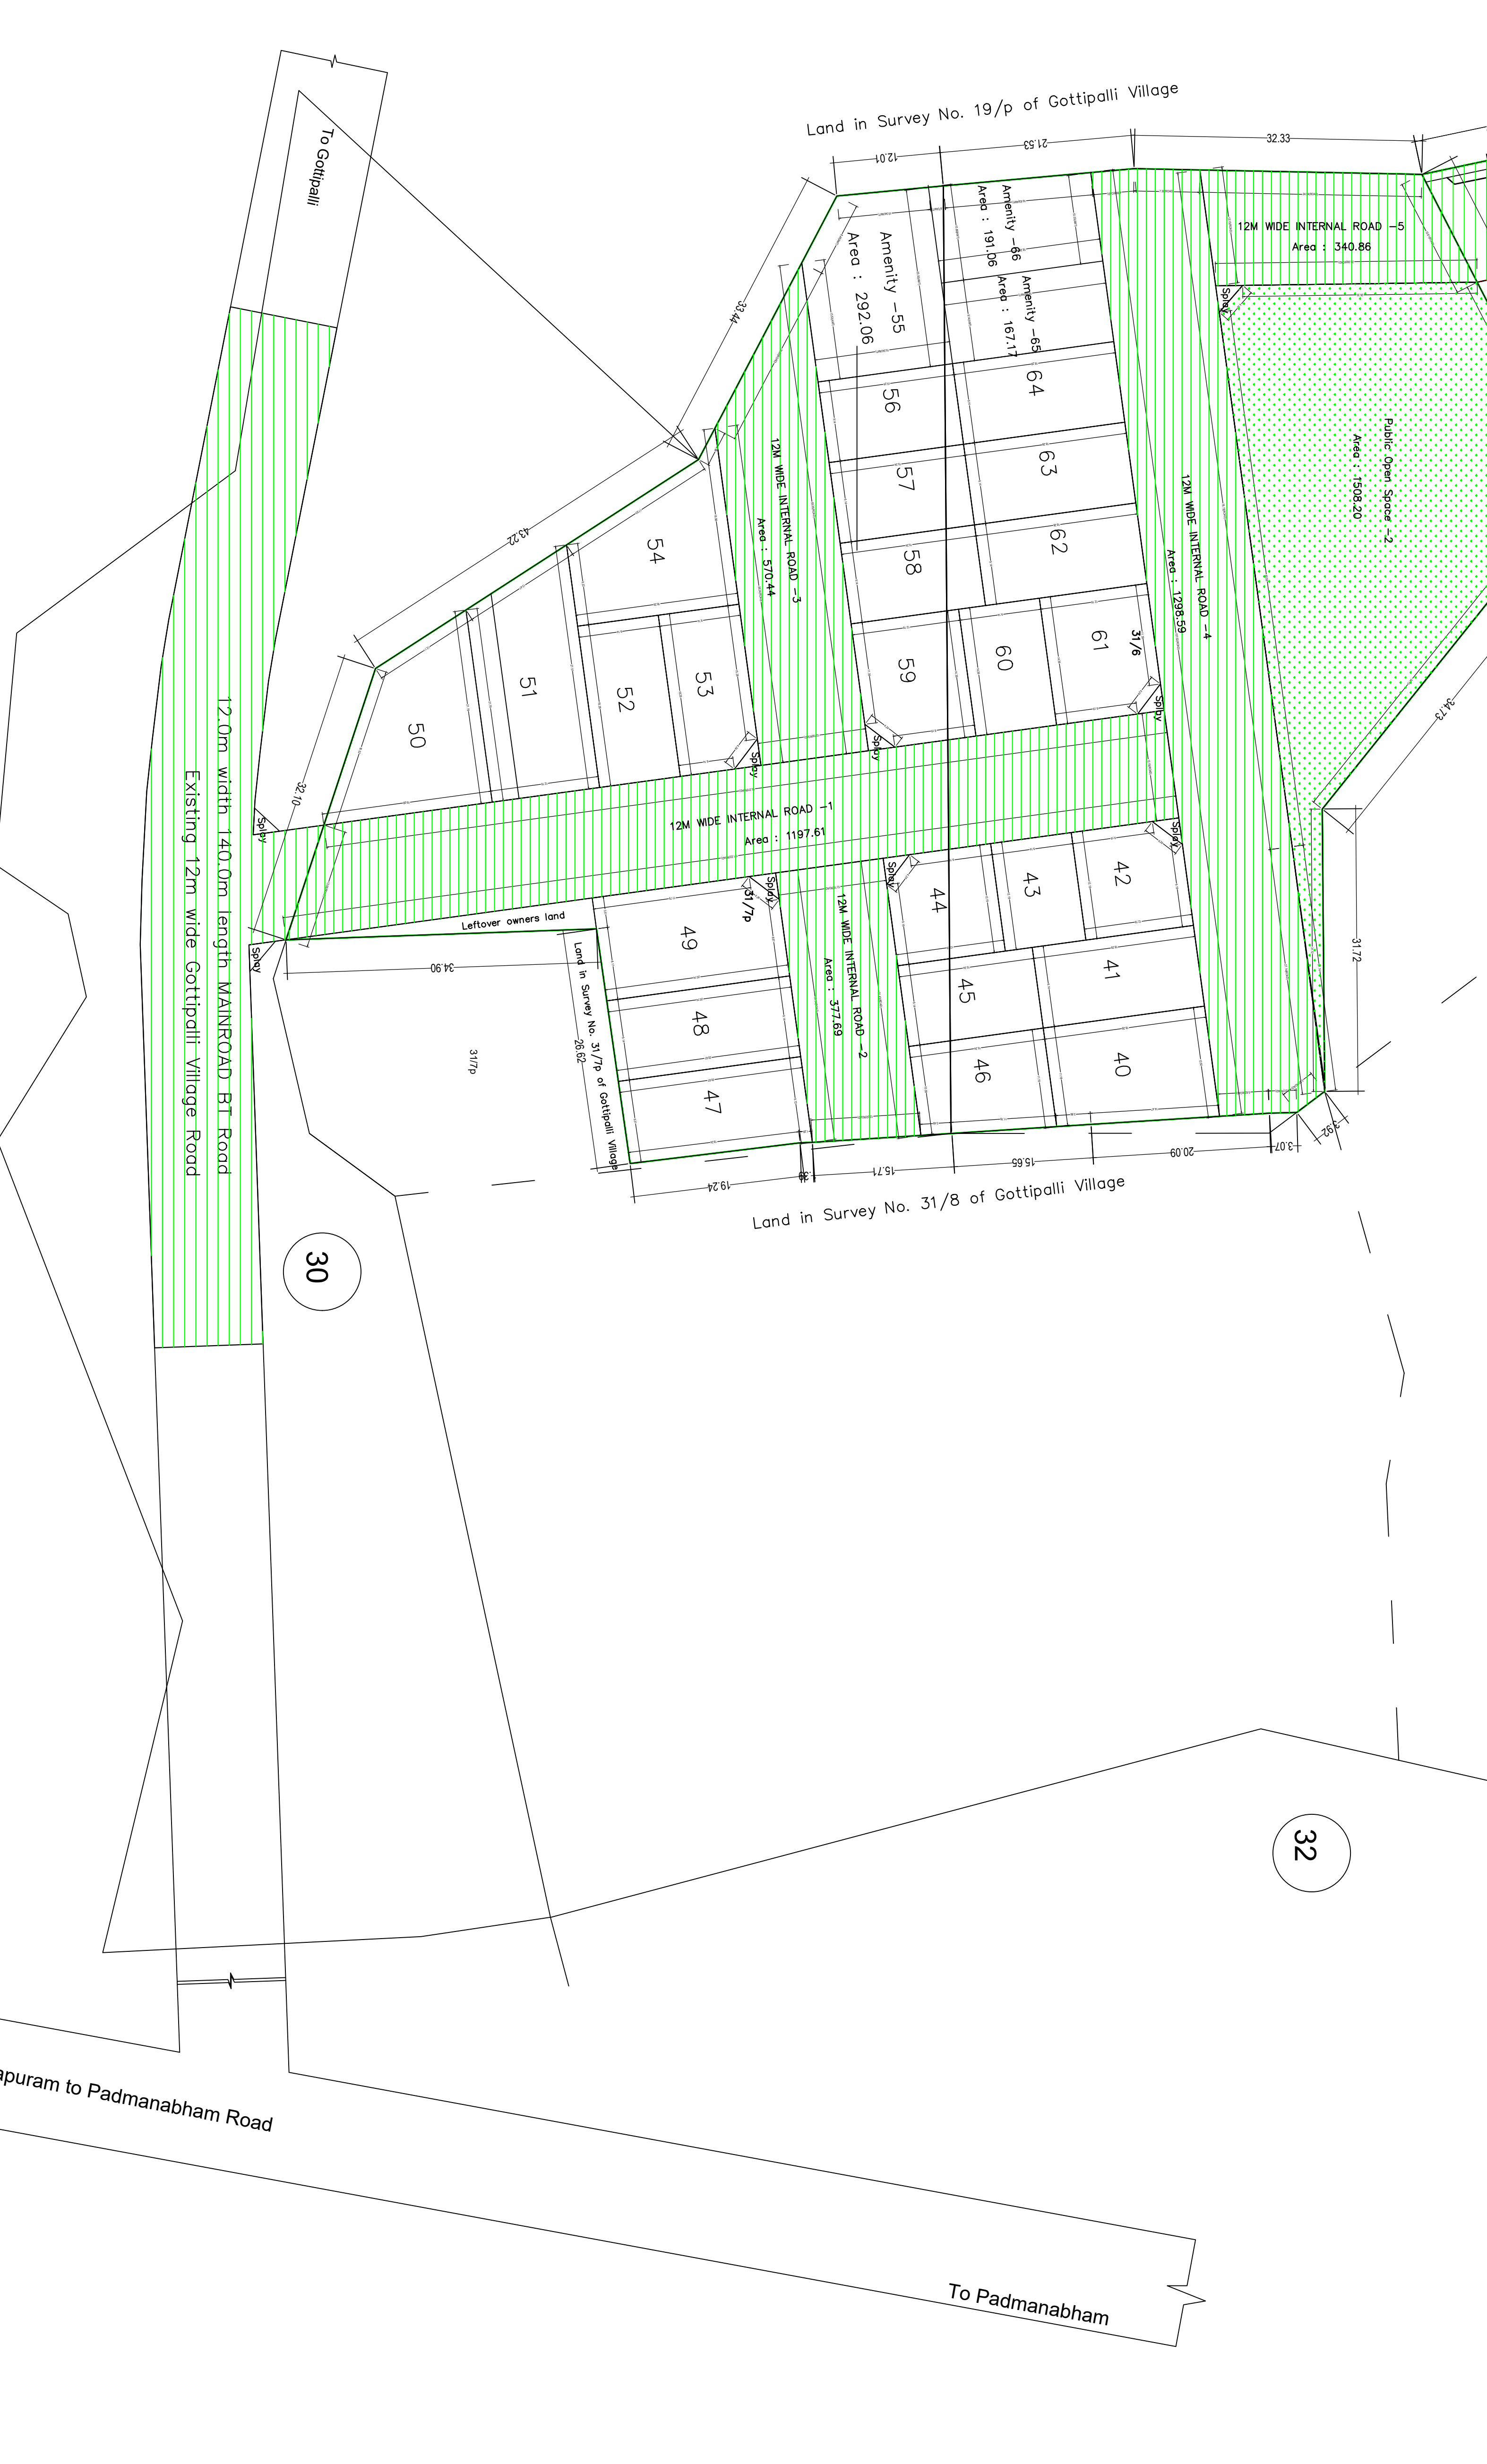 To Gottipalli
Land in Survey No. 19/p of Gottipalli Village
12.01
21.53
32.33
33.44
43.22
32.10
Amenity -55
Area : 292.06
Amenity -66
Area : 191.06
Amenity -65
Area : 167.17
12M WIDE INTERNAL ROAD -5
Area : 340.86
Splay
Public Open Space -2
Area : 1508.20
56
64
57
63
58
62
59
60
61
31/6
12M WIDE INTERNAL ROAD -3
Area : 570.44
12M WIDE INTERNAL ROAD -4
Area : 1298.59
54
53
52
51
50
Splay
Splay
Splay
Splay
12M WIDE INTERNAL ROAD -1
Area : 1197.61
Splay
Splay
Splay
Splay
24.73
31.72
12.0m width 140.0m length MAINROAD BT Road
Existing 12m wide Gottipalli Village Road
Leftover owners land
34.90
31/7p
Land in Survey No. 31/7p of Gottipalli Village
26.62
31/7p
49
48
47
12M WIDE INTERNAL ROAD -2
Area : 377.69
44
43
42
45
41
46
40
19.24
15.71
15.65
20.09
3.07
3.92
Land in Survey No. 31/8 of Gottipalli Village
30
32
apuram to Padmanabham Road
To Padmanabham